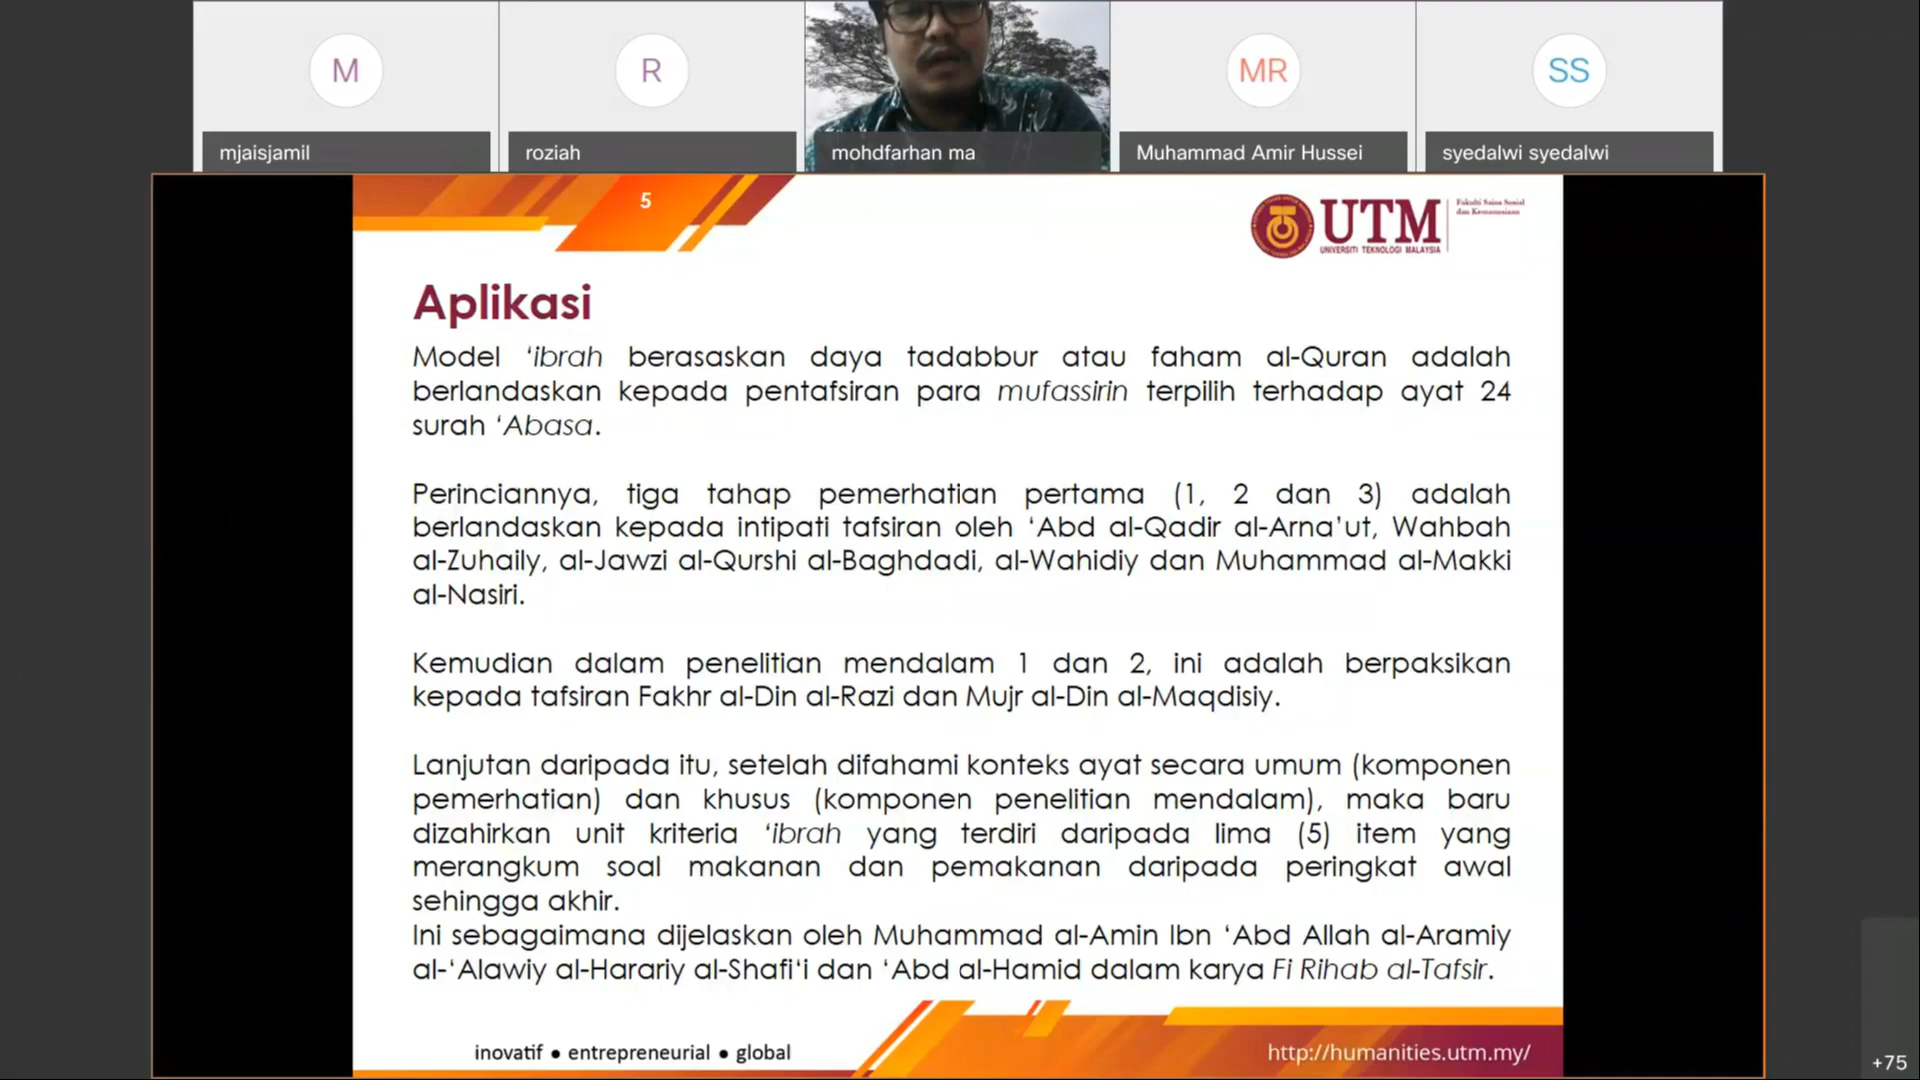 M
R
MR
SS
mjaisjamil
roziah
mohdfarhan ma
Muhammad Amir Hussei
syedalwi syedalwi
5
UTM
UNIVERSITI TEKNOLOGI MALAYSIA
Fakulti Sains Sosial
dan Kemanusiaan
Aplikasi
Model ‘ibrah berasaskan daya tadabbur atau faham al-Quran adalah
berlandaskan kepada pentafsiran para mufassirin terpilih terhadap ayat 24
surah ‘Abasa.
Perinciannya, tiga tahap pemerhatian pertama (1, 2 dan 3) adalah
berlandaskan kepada intipati tafsiran oleh ‘Abd al-Qadir al-Arna’ut, Wahbah
al-Zuhaily, al-Jawzi al-Qurshi al-Baghdadi, al-Wahidiy dan Muhammad al-Makki
al-Nasiri.
Kemudian dalam penelitian mendalam 1 dan 2, ini adalah berpaksikan
kepada tafsiran Fakhr al-Din al-Razi dan Mujr al-Din al-Maqdisiy.
Lanjutan daripada itu, setelah difahami konteks ayat secara umum (komponen
pemerhatian) dan khusus (komponen penelitian mendalam), maka baru
dizahirkan unit kriteria ‘ibrah yang terdiri daripada lima (5) item yang
merangkum soal makanan dan pemakanan daripada peringkat awal
sehingga akhir.
Ini sebagaimana dijelaskan oleh Muhammad al-Amin Ibn ‘Abd Allah al-Aramiy
al-‘Alawiy al-Harariy al-Shafi‘i dan ‘Abd al-Hamid dalam karya Fi Rihab al-Tafsir.
inovatif ● entrepreneurial ● global
http://humanities.utm.my/
+75